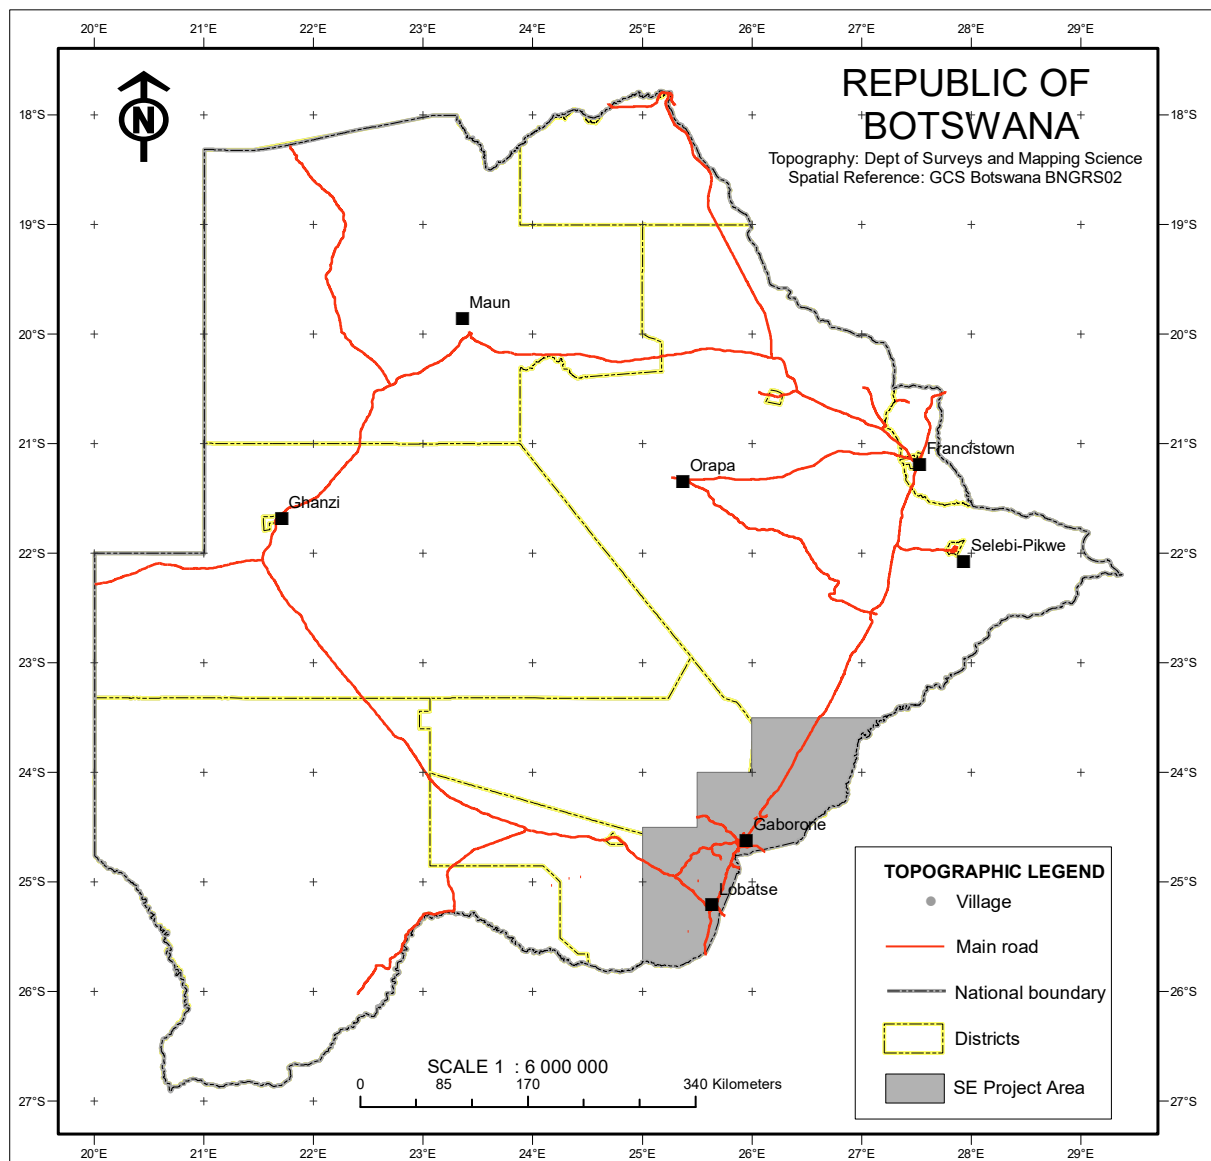 20°E 21°E 22°E 23°E 24°E 25°E 26°E 27°E 28°E 29°E
N
REPUBLIC OF
BOTSWANA
Topography: Dept of Surveys and Mapping Science
Spatial Reference: GCS Botswana BNGRS02
18°S 18°S
19°S 19°S
Maun
20°S 20°S
21°S 21°S
Francistown
Orapa
Ghanzi
Selebi-Pikwe
22°S 22°S
23°S 23°S
24°S 24°S
Gaborone
25°S 25°S
Lobatse
TOPOGRAPHIC LEGEND
Village
Main road
National boundary
Districts
SE Project Area
26°S 26°S
SCALE 1 : 6 000 000
0 85 170 340 Kilometers
27°S 27°S
20°E 21°E 22°E 23°E 24°E 25°E 26°E 27°E 28°E 29°E